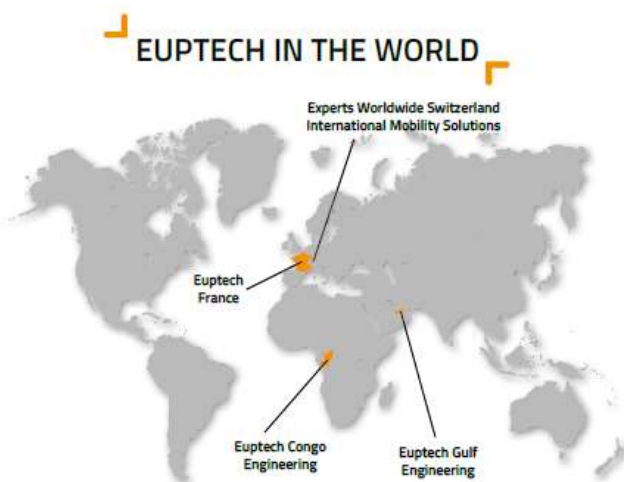 EUPTECH IN THE WORLD
Experts Worldwide Switzerland
International Mobility Solutions
Euptech
France
Euptech Congo
Engineering
Euptech Gulf
Engineering